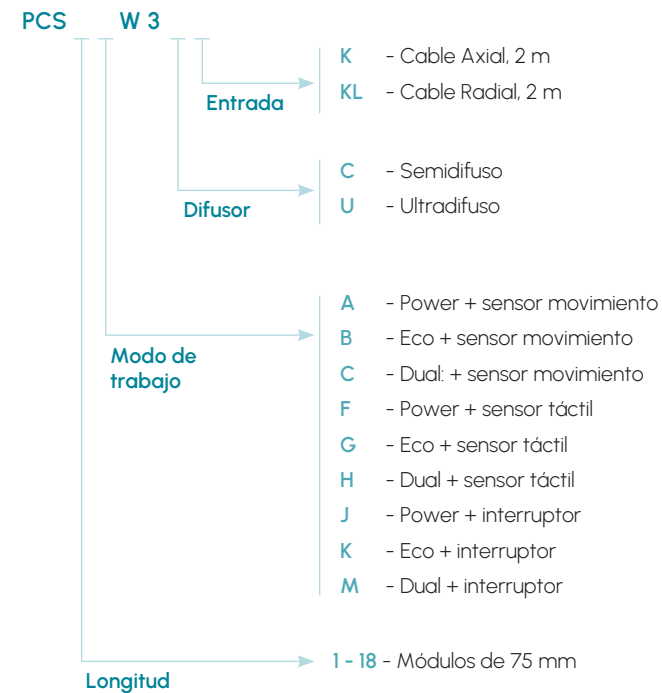 PCS W 3
K - Cable Axial, 2 m
KL - Cable Radial, 2 m
Entrada
C - Semidifuso
U - Ultradifuso
Difusor
A - Power + sensor movimiento
B - Eco + sensor movimiento
C - Dual: + sensor movimiento
F - Power + sensor táctil
G - Eco + sensor táctil
H - Dual + sensor táctil
J - Power + interruptor
K - Eco + interruptor
M - Dual + interruptor
Modo de
trabajo
1 - 18 - Módulos de 75 mm
Longitud